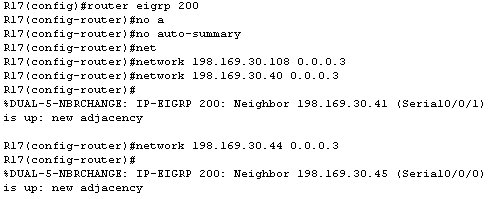 R17(config)#router eigrp 200
R17(config-router)#no a
R17(config-router)#no auto-summary
R17(config-router)#net
R17(config-router)#network 198.169.30.108 0.0.0.3
R17(config-router)#network 198.169.30.40 0.0.0.3
R17(config-router)#
%DUAL-5-NBRCHANGE: IP-EIGRP 200: Neighbor 198.169.30.41 (Serial0/0/1)
is up: new adjacency
R17(config-router)#network 198.169.30.44 0.0.0.3
R17(config-router)#
%DUAL-5-NBRCHANGE: IP-EIGRP 200: Neighbor 198.169.30.45 (Serial0/0/0)
is up: new adjacency